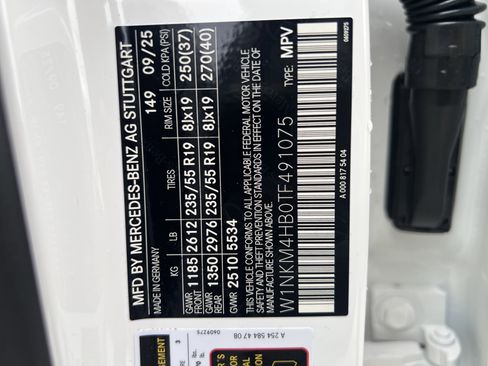 MFD BY MERCEDES-BENZ AG STUTTGART
MADE IN GERMANY 149 09/25
KG LB TIRES RIM SIZE COLD KPA(PSI)
GAWR FRONT 1185 2612 235/55 R19 8Jx19 250(37)
GAWR REAR 1350 2976 235/55 R19 8Jx19 270(40)
GVWR 2510 5534
THIS VEHICLE CONFORMS TO ALL APPLICABLE FEDERAL MOTOR VEHICLE
SAFETY AND THEFT PREVENTION STANDARDS IN EFFECT ON THE DATE OF
MANUFACTURE SHOWN ABOVE.
W1NKM4HB0TF491075 TYPE: MPV
A 000 817 54 04
0609275
A 254 584 47 08
0609275